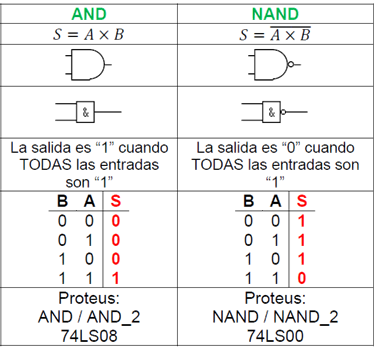 AND
NAND
S = A × B
S = \overline{A × B}
&
&
La salida es “1” cuando
TODAS las entradas
son “1”
La salida es “0” cuando
TODAS las entradas son
“1”
B A S
0 0 0
0 1 0
1 0 0
1 1 1
B A S
0 0 1
0 1 1
1 0 1
1 1 0
Proteus:
AND / AND_2
74LS08
Proteus:
NAND / NAND_2
74LS00